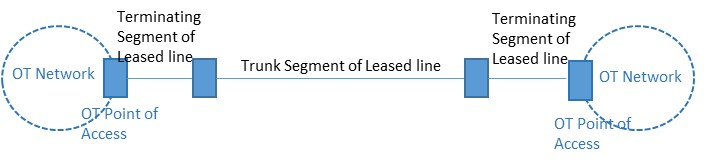 Terminating
Segment of
Leased line
OT Network
OT Point of
Access
Trunk Segment of Leased line
Terminating
Segment of
Leased line
OT Network
OT Point of
Access